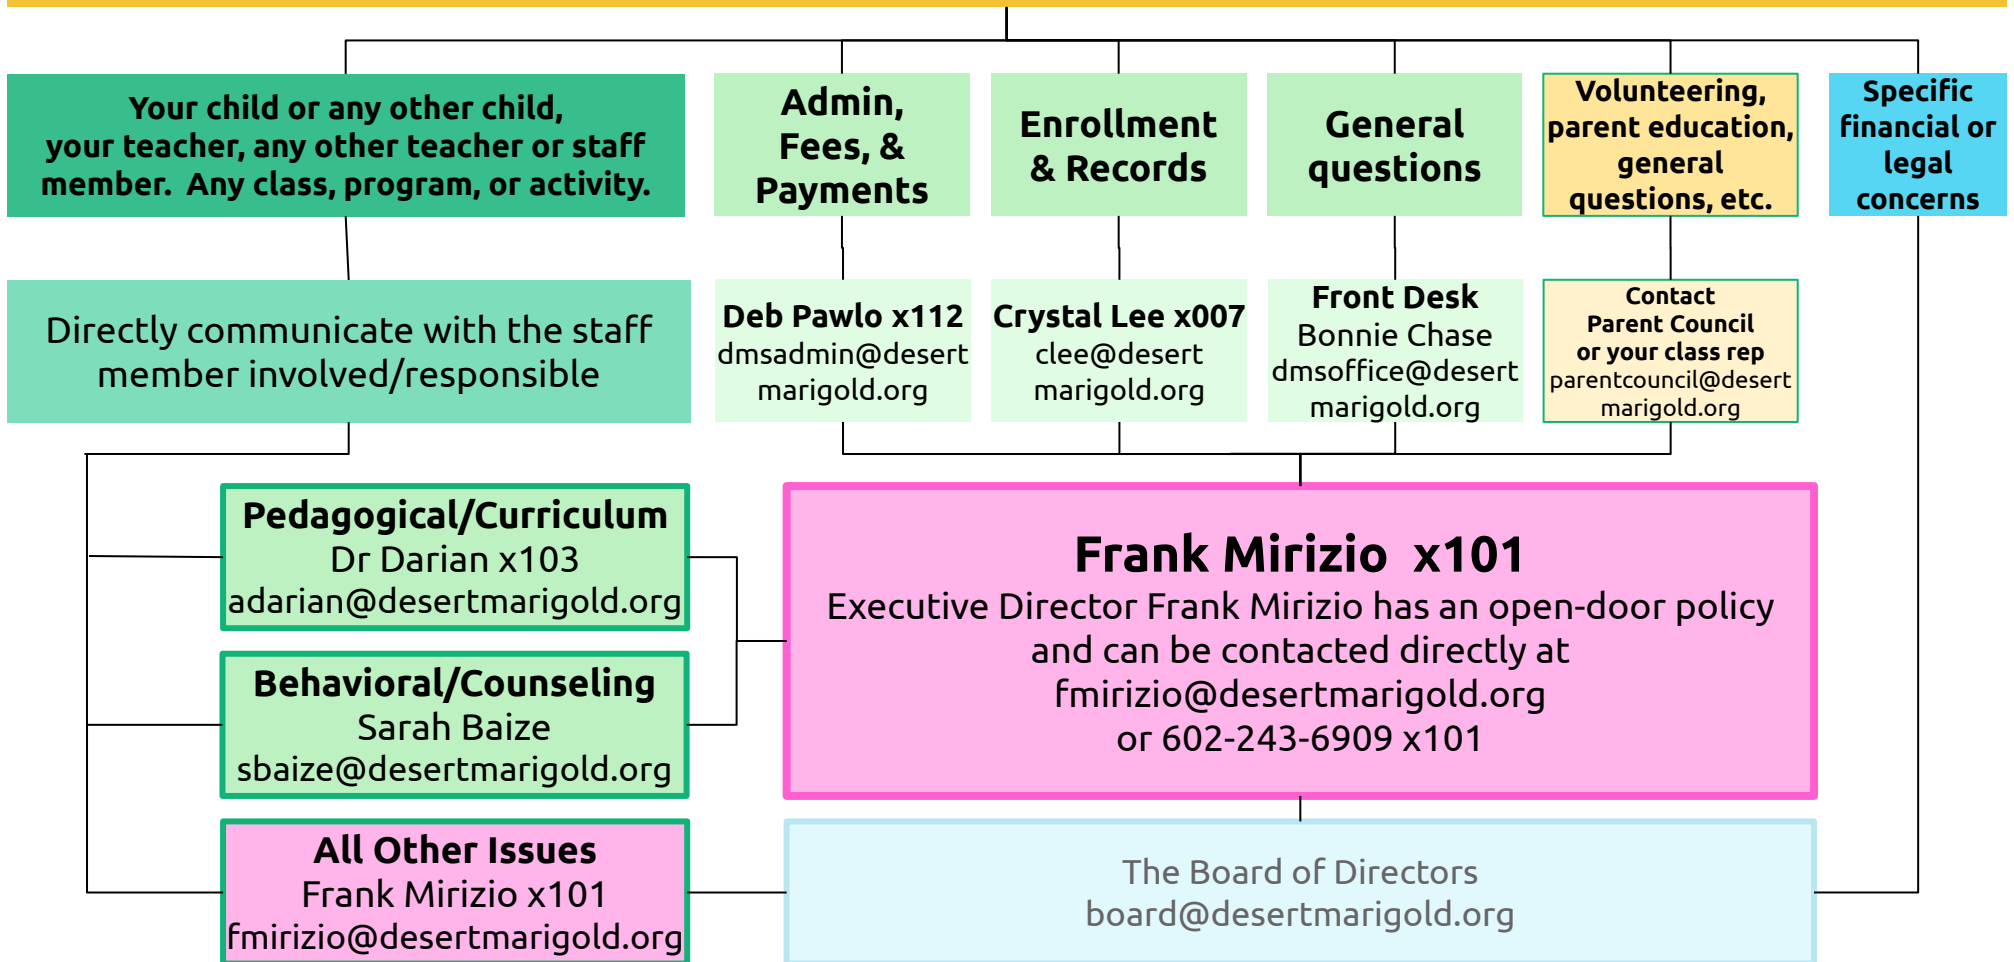 Your child or any other child,
your teacher, any other teacher or staff
member.  Any class, program, or activity.
Admin,
Fees, &
Payments
Enrollment
& Records
General
questions
Volunteering,
parent education,
general
questions, etc.
Specific
financial or
legal
concerns
Directly communicate with the staff
member involved/responsible
Deb Pawlo x112
dmsadmin@desert
marigold.org
Crystal Lee x007
clee@desert
marigold.org
Front Desk
Bonnie Chase
dmsoffice@desert
marigold.org
Contact
Parent Council
or your class rep
parentcouncil@desert
marigold.org
Pedagogical/Curriculum
Dr Darian x103
adarian@desertmarigold.org
Behavioral/Counseling
Sarah Baize
sbaize@desertmarigold.org
All Other Issues
Frank Mirizio x101
fmirizio@desertmarigold.org
Frank Mirizio  x101
Executive Director Frank Mirizio has an open-door policy
and can be contacted directly at
fmirizio@desertmarigold.org
or 602-243-6909 x101
The Board of Directors
board@desertmarigold.org